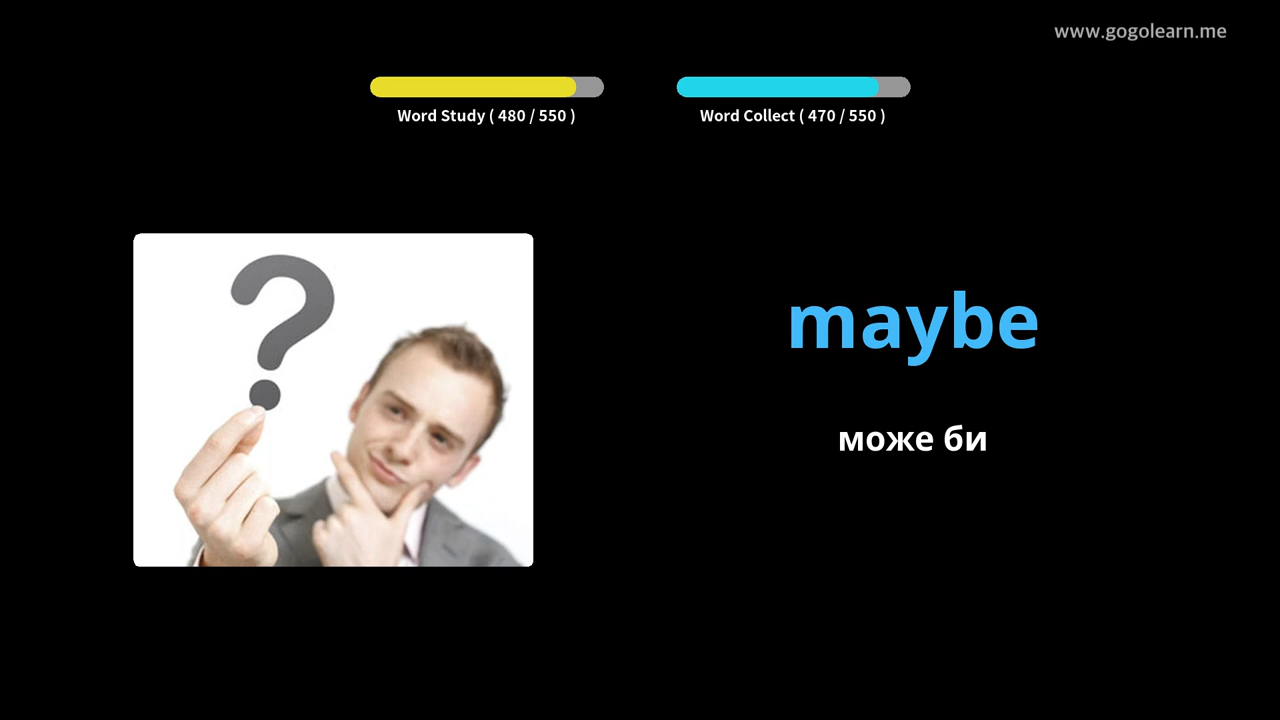 www.gogolearn.me
Word Study ( 480 / 550 )
Word Collect ( 470 / 550 )
?
maybe
може би